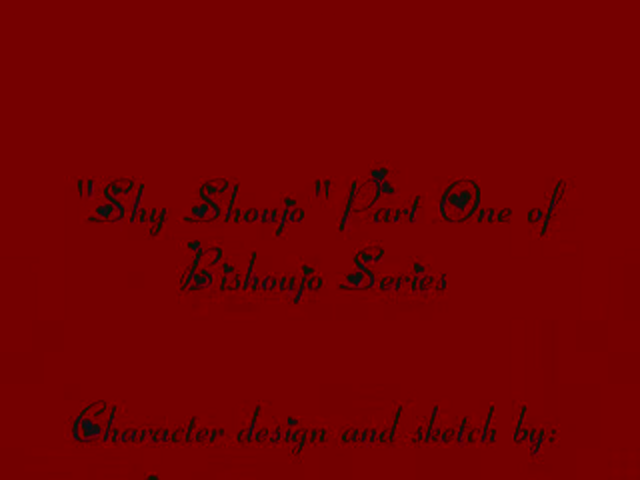 "Shy Shoujo" Part One of
Bishoujo Series
Character design and sketch by: